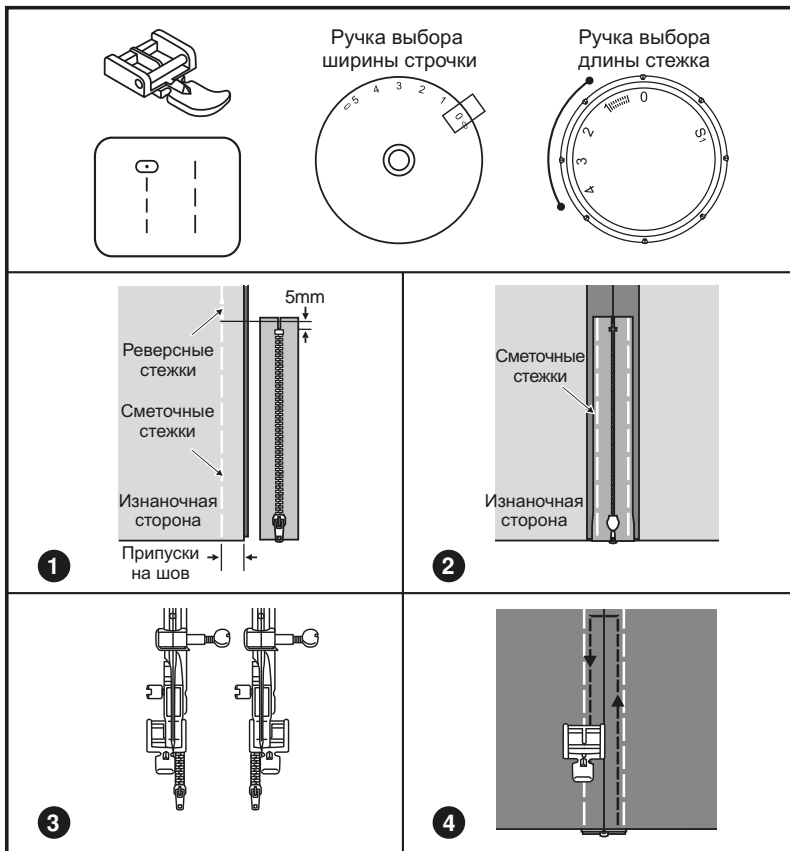 Ручка выбора
ширины строчки
Ручка выбора
длины стежка
5 4 3 2 1 0
0 1 2 3 4 S1
5mm
Реверсные
стежки
Сметочные
стежки
Изнаночная
сторона
Припуски
на шов
1
Сметочные
стежки
Изнаночная
сторона
2
3
4